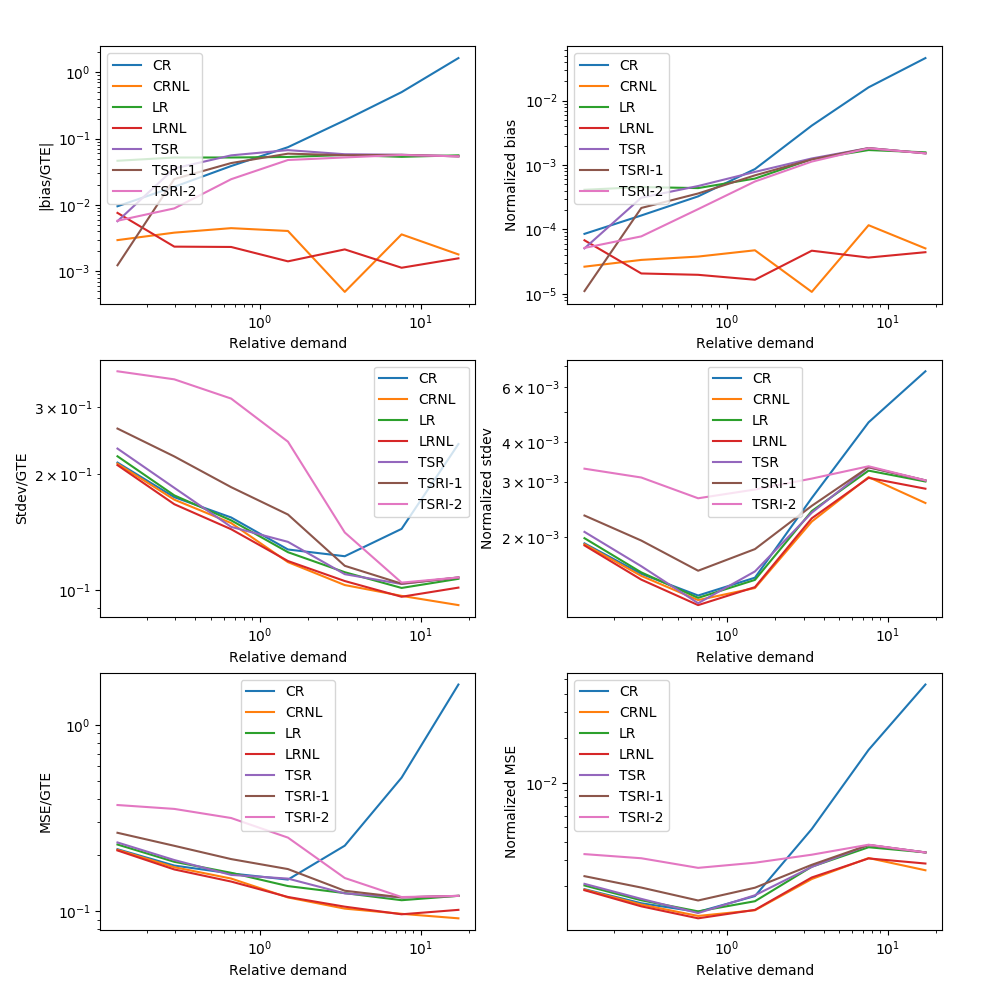 |bias/GTE|
10⁰
10⁻¹
10⁻²
10⁻³
CR
CRNL
LR
LRNL
TSR
TSRI-1
TSRI-2
10⁰
10¹
Relative demand
Normalized bias
10⁻²
10⁻³
10⁻⁴
10⁻⁵
CR
CRNL
LR
LRNL
TSR
TSRI-1
TSRI-2
10⁰
10¹
Relative demand
Stdev/GTE
3 × 10⁻¹
2 × 10⁻¹
10⁻¹
CR
CRNL
LR
LRNL
TSR
TSRI-1
TSRI-2
10⁰
10¹
Relative demand
Normalized stdev
6 × 10⁻³
4 × 10⁻³
3 × 10⁻³
2 × 10⁻³
CR
CRNL
LR
LRNL
TSR
TSRI-1
TSRI-2
10⁰
10¹
Relative demand
MSE/GTE
10⁰
10⁻¹
CR
CRNL
LR
LRNL
TSR
TSRI-1
TSRI-2
10⁰
10¹
Relative demand
Normalized MSE
10⁻²
CR
CRNL
LR
LRNL
TSR
TSRI-1
TSRI-2
10⁰
10¹
Relative demand